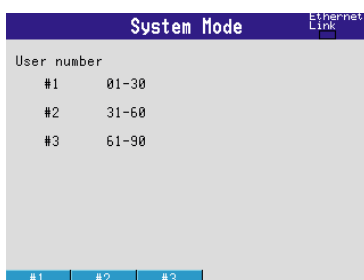 System Mode
Ethernet
Link
User number
#1 01-30
#2 31-60
#3 61-90
#1 #2 #3